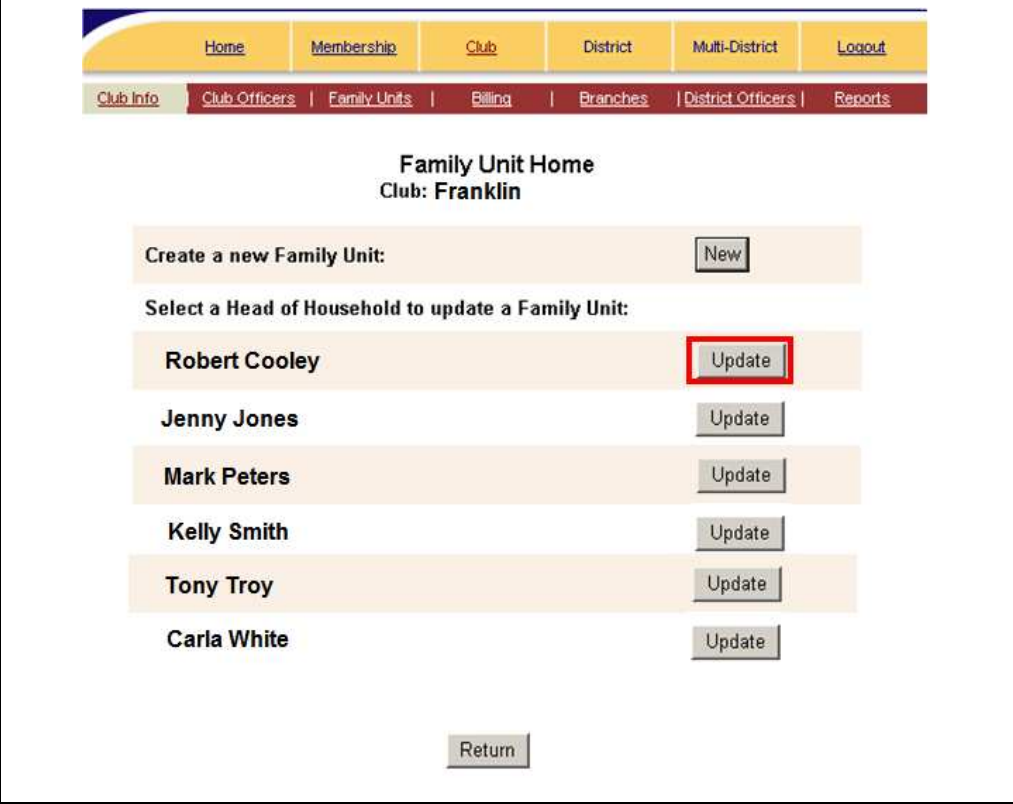 Home Membership Club District Multi-District Logout
Club Info | Club Officers | Family Units | Billing | Branches | District Officers | Reports
Family Unit Home
Club: Franklin
Create a new Family Unit: New
Select a Head of Household to update a Family Unit:
Robert Cooley Update
Jenny Jones Update
Mark Peters Update
Kelly Smith Update
Tony Troy Update
Carla White Update
Return